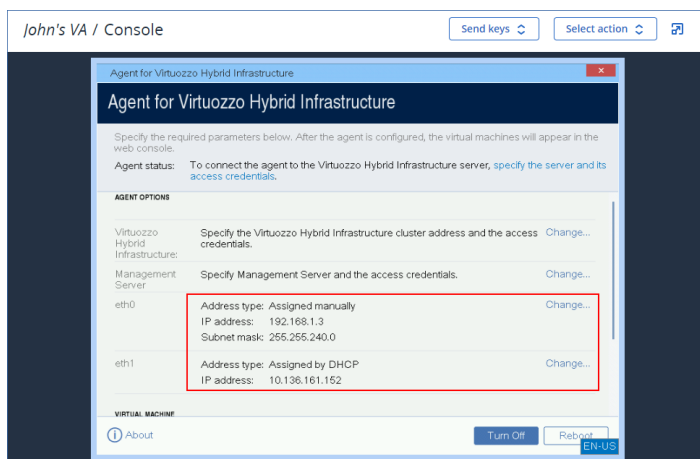 John's VA / Console
Send keys
Select action
Agent for Virtuozzo Hybrid Infrastructure
Agent for Virtuozzo Hybrid Infrastructure
Specify the required parameters below. After the agent is configured, the virtual machines will appear in the
web console.
Agent status: To connect the agent to the Virtuozzo Hybrid Infrastructure server, specify the server and its
access credentials.
AGENT OPTIONS
Virtuozzo
Hybrid
Infrastructure:
Specify the Virtuozzo Hybrid Infrastructure cluster address and the access
credentials.
Change...
Management
Server
Specify Management Server and the access credentials.
Change...
eth0
Address type: Assigned manually
IP address: 192.168.1.3
Subnet mask: 255.255.240.0
Change...
eth1
Address type: Assigned by DHCP
IP address: 10.136.161.152
Change...
VIRTUAL MACHINE
About
Turn Off
Reboot
EN-US